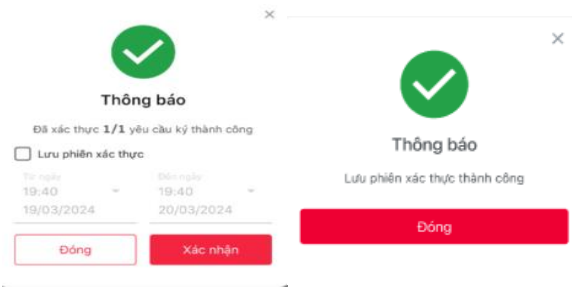 Thông báo
Đã xác thực 1/1 yêu cầu ký thành công
Lưu phiên xác thực
Từ ngày
Đến ngày
19:40
19:40
19/03/2024
20/03/2024
Đóng
Xác nhận
Thông báo
Lưu phiên xác thực thành công
Đóng